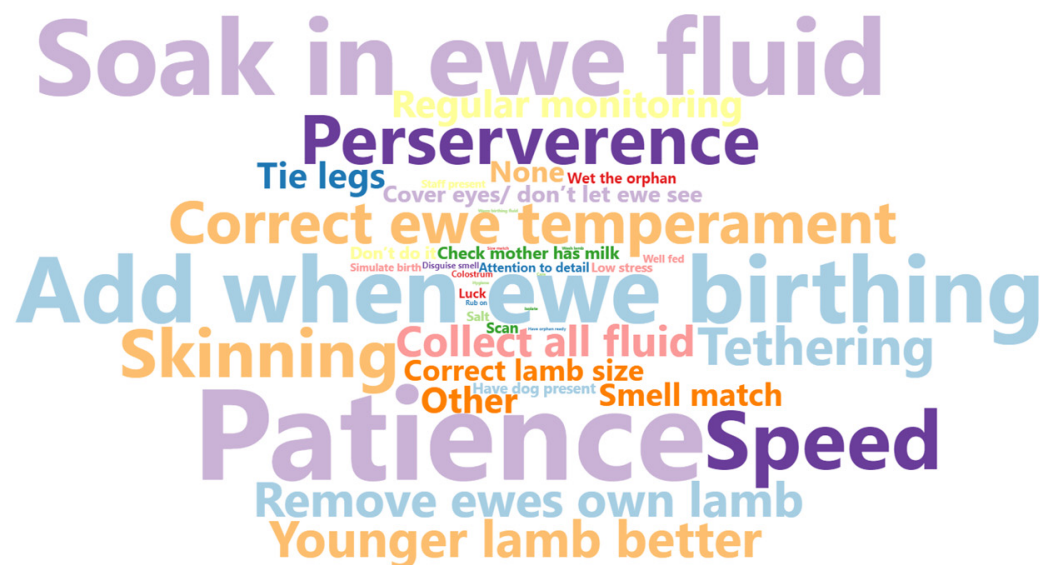 Soak in ewe fluid
Regular monitoring
Perserverence
Tie legs
None
Wet the orphan
Staff present
Cover eyes/ don't let ewe see
Correct ewe temperament
Don't do it
Check mother has milk
Well fed
Simulate birth
Disguise smell
Attention to detail
Low stress
Colostrum
Add when ewe birthing
Hygiene
Luck
Rub on
Salt
Scan
Have orphan ready
Skinning
Collect all fluid
Tethering
Correct lamb size
Have dog present
Smell match
Other
Patience
Speed
Remove ewes own lamb
Younger lamb better